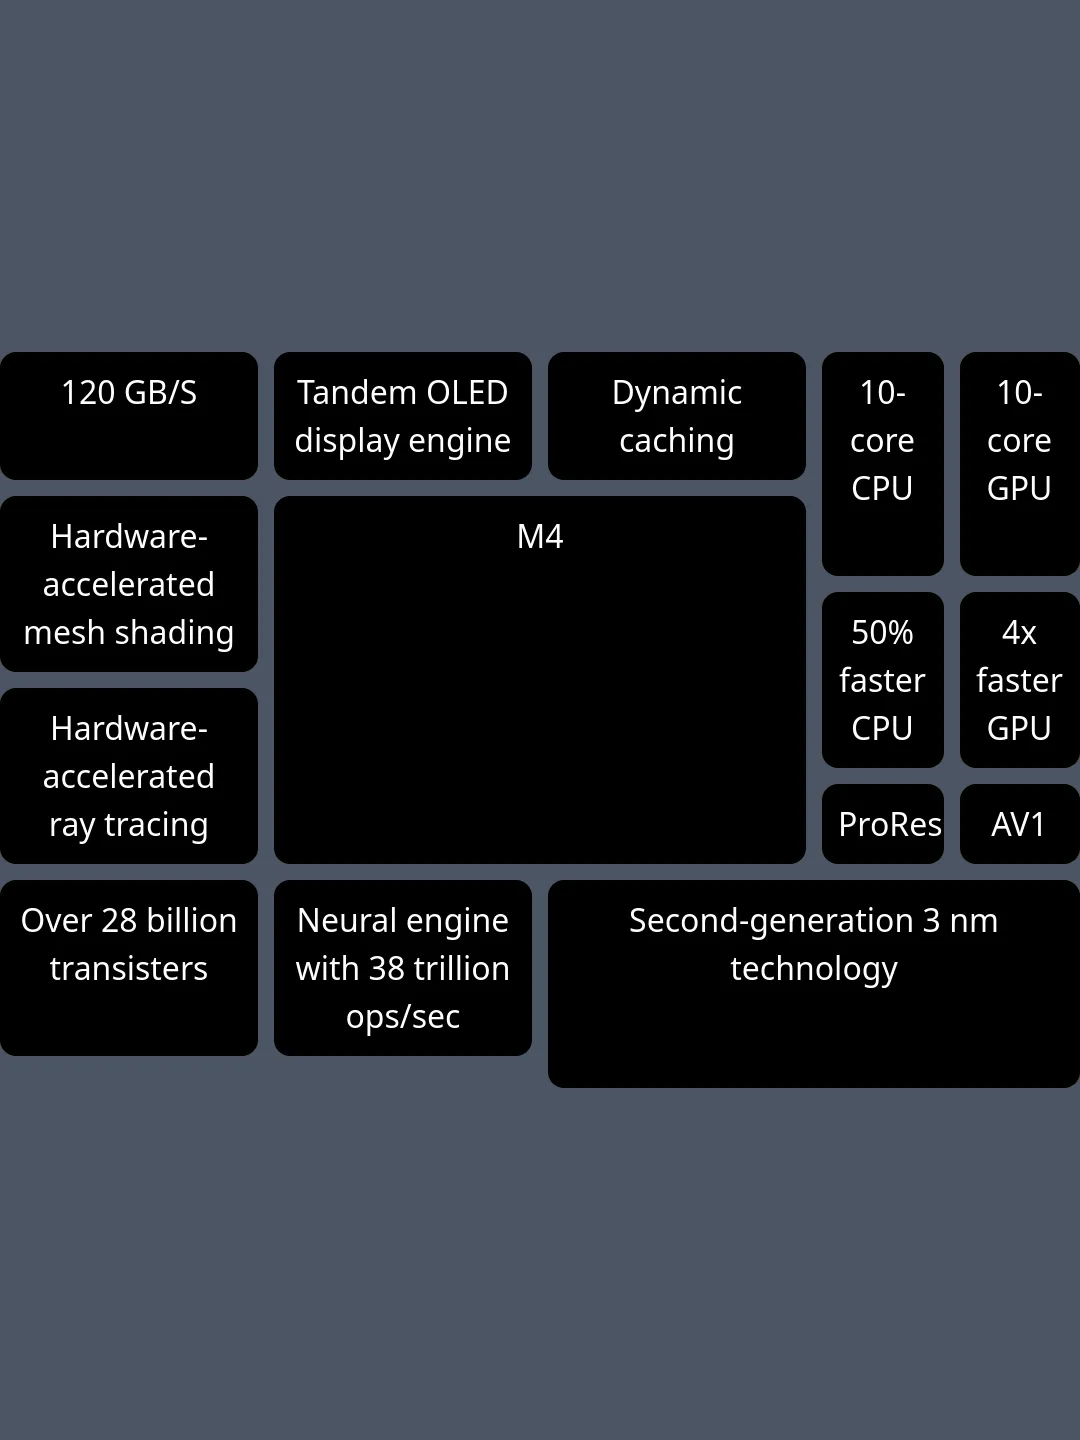 120 GB/S
Tandem OLED
display engine
Dynamic
caching
10-
core
CPU
10-
core
GPU
Hardware-
accelerated
mesh shading
M4
50%
faster
CPU
4x
faster
GPU
Hardware-
accelerated
ray tracing
ProRes
AV1
Over 28 billion
transisters
Neural engine
with 38 trillion
ops/sec
Second-generation 3 nm
technology